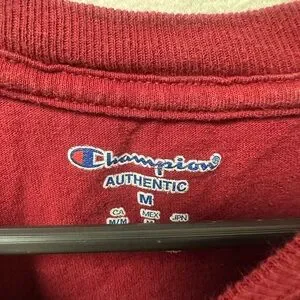 Champion®
AUTHENTIC
M
CA MEX JPN
M/M